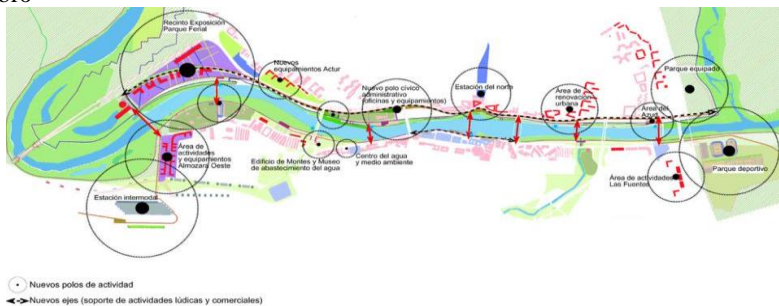 Recinto Exposición
Parque Ferial
Nuevos
equipamientos Actur
Nuevo polo cívico
administrativo
(oficinas y equipamientos)
Estación del norte
Área de
renovación
urbana
Parque equipado
Área del
Azud
Área de
actividades
y equipamientos
Almozara Oeste
Edificio de Montes y Museo
de abastecimiento del agua
Centro del agua
y medio ambiente
Área de actividades
Las Fuentes
Parque deportivo
Estación intermodal
Nuevos polos de actividad
Nuevos ejes (soporte de actividades lúdicas y comerciales)